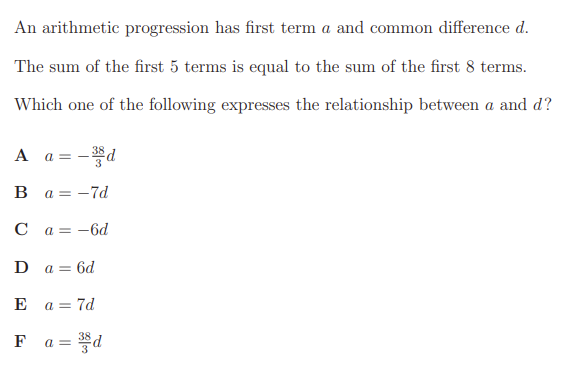 An arithmetic progression has first term a and common difference d.
The sum of the first 5 terms is equal to the sum of the first 8 terms.
Which one of the following expresses the relationship between a and d?
A a = −38/3 d
B a = −7d
C a = −6d
D a = 6d
E a = 7d
F a = 38/3 d